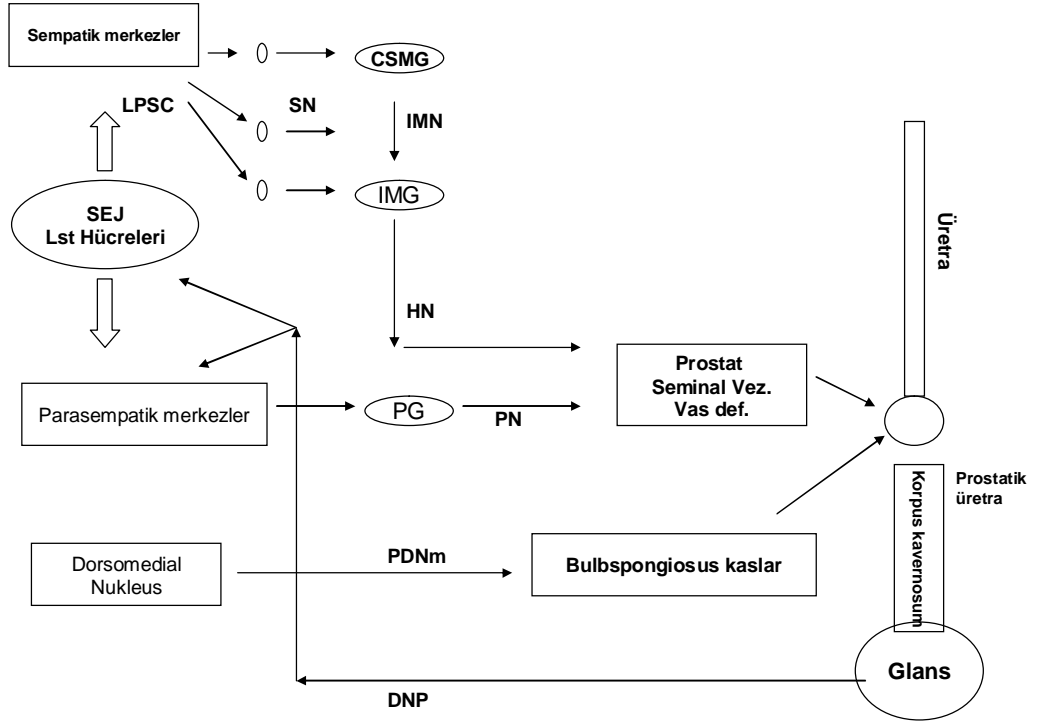 Sempatik merkezler
CSMG
LPSC
SN
IMN
IMG
SEJ
Lst Hücreleri
Üretra
HN
Prostat
Seminal Vez.
Vas def.
Parasempatik merkezler
PG
PN
Korpus kavernosum
Prostatik
üretra
Dorsomedial
Nukleus
PDNm
Bulbspongiosus kaslar
Glans
DNP